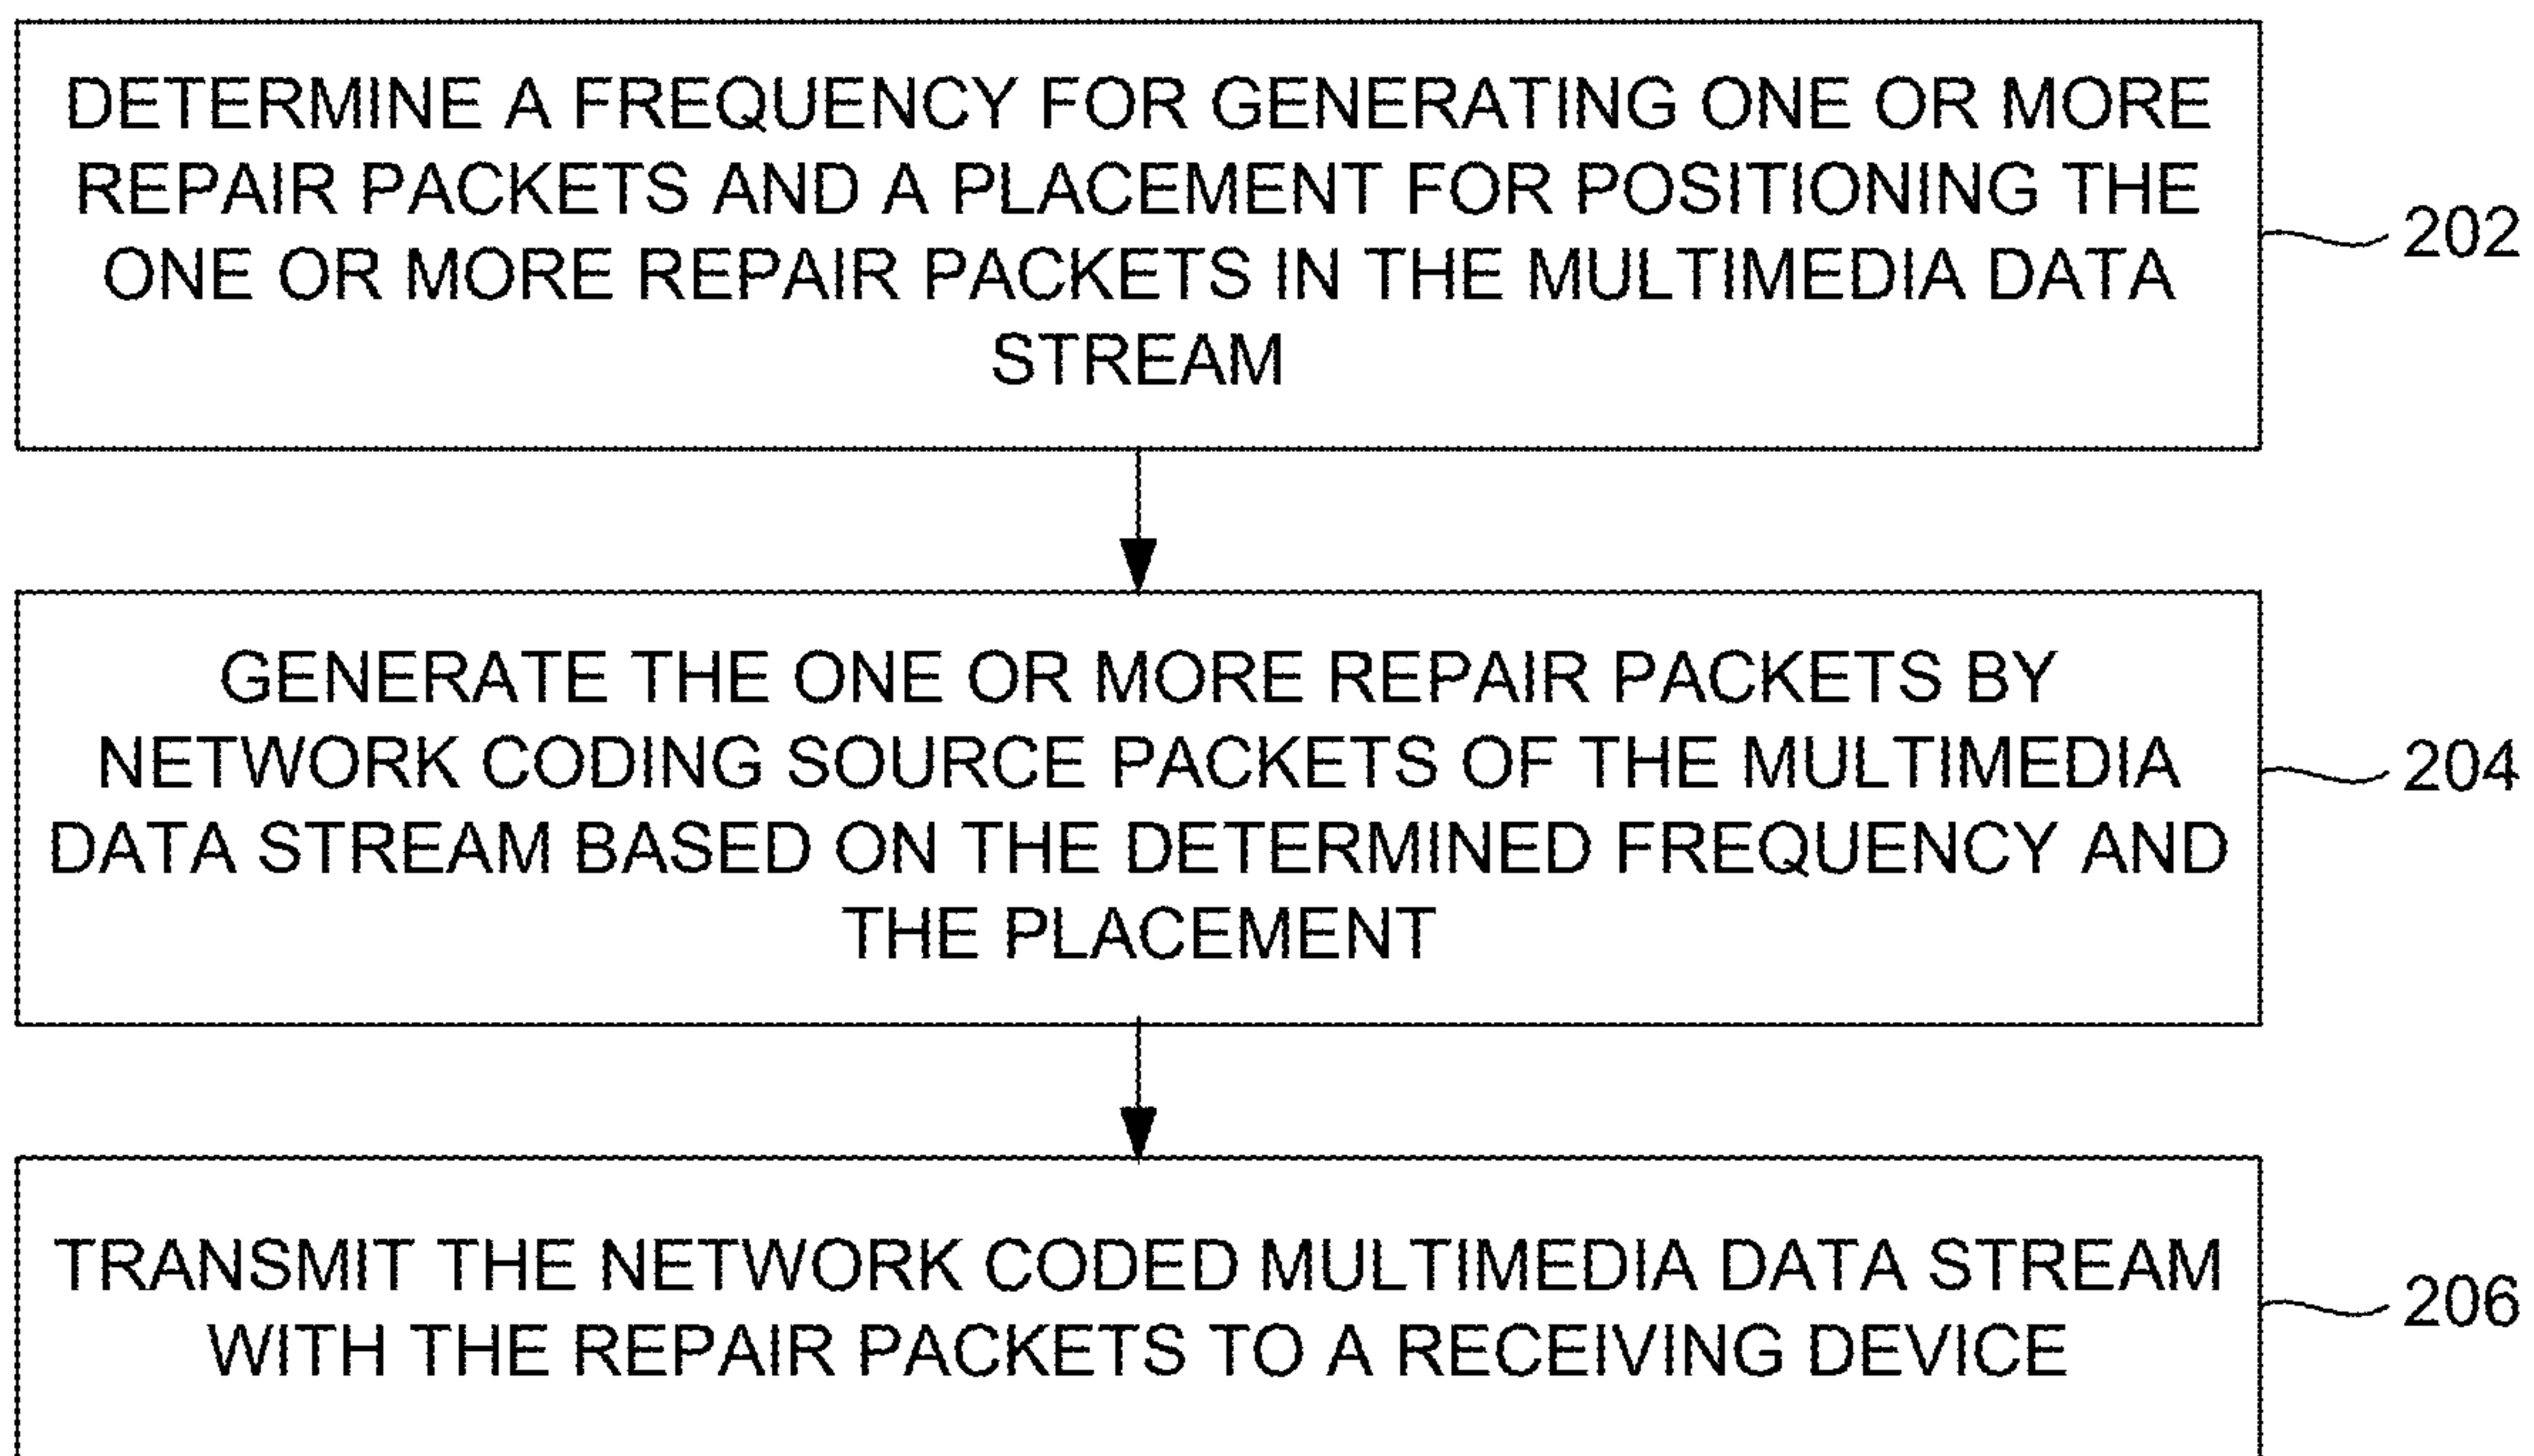 DETERMINE A FREQUENCY FOR GENERATING ONE OR MORE
REPAIR PACKETS AND A PLACEMENT FOR POSITIONING THE
ONE OR MORE REPAIR PACKETS IN THE MULTIMEDIA DATA
STREAM
202
GENERATE THE ONE OR MORE REPAIR PACKETS BY
NETWORK CODING SOURCE PACKETS OF THE MULTIMEDIA
DATA STREAM BASED ON THE DETERMINED FREQUENCY AND
THE PLACEMENT
204
TRANSMIT THE NETWORK CODED MULTIMEDIA DATA STREAM
WITH THE REPAIR PACKETS TO A RECEIVING DEVICE
206